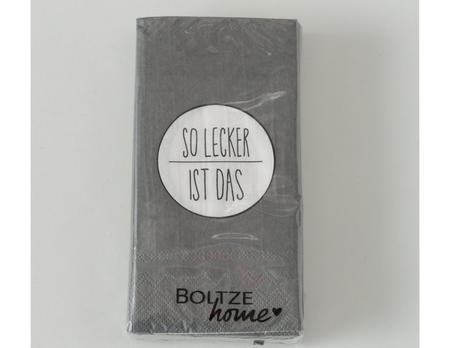 SO LECKER
IST DAS
BOLTZE
home